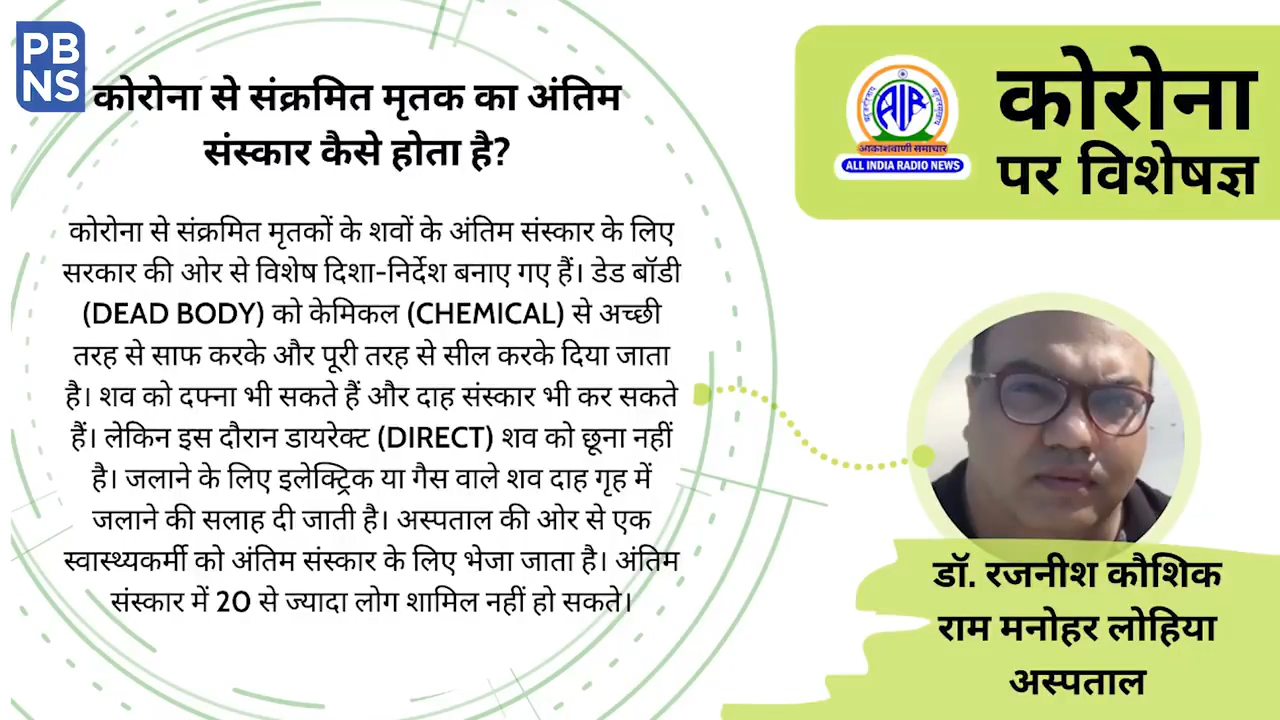 PB
NS
कोरोना से संक्रमित मृतक का अंतिम
संस्कार कैसे होता है?
कोरोना से संक्रमित मृतकों के शवों के अंतिम संस्कार के लिए
सरकार की ओर से विशेष दिशा-निर्देश बनाए गए हैं। डेड बॉडी
(DEAD BODY) को केमिकल (CHEMICAL) से अच्छी
तरह से साफ करके और पूरी तरह से सील करके दिया जाता
है। शव को दफ्ना भी सकते हैं और दाह संस्कार भी कर सकते
हैं। लेकिन इस दौरान डायरेक्ट (DIRECT) शव को छूना नहीं
है। जलाने के लिए इलेक्ट्रिक या गैस वाले शव दाह गृह में
जलाने की सलाह दी जाती है। अस्पताल की ओर से एक
स्वास्थ्यकर्मी को अंतिम संस्कार के लिए भेजा जाता है। अंतिम
संस्कार में 20 से ज्यादा लोग शामिल नहीं हो सकते।
AIR
आकाशवाणी समाचार
ALL INDIA RADIO NEWS
कोरोना
पर विशेषज्ञ
डॉ. रजनीश कौशिक
राम मनोहर लोहिया
अस्पताल